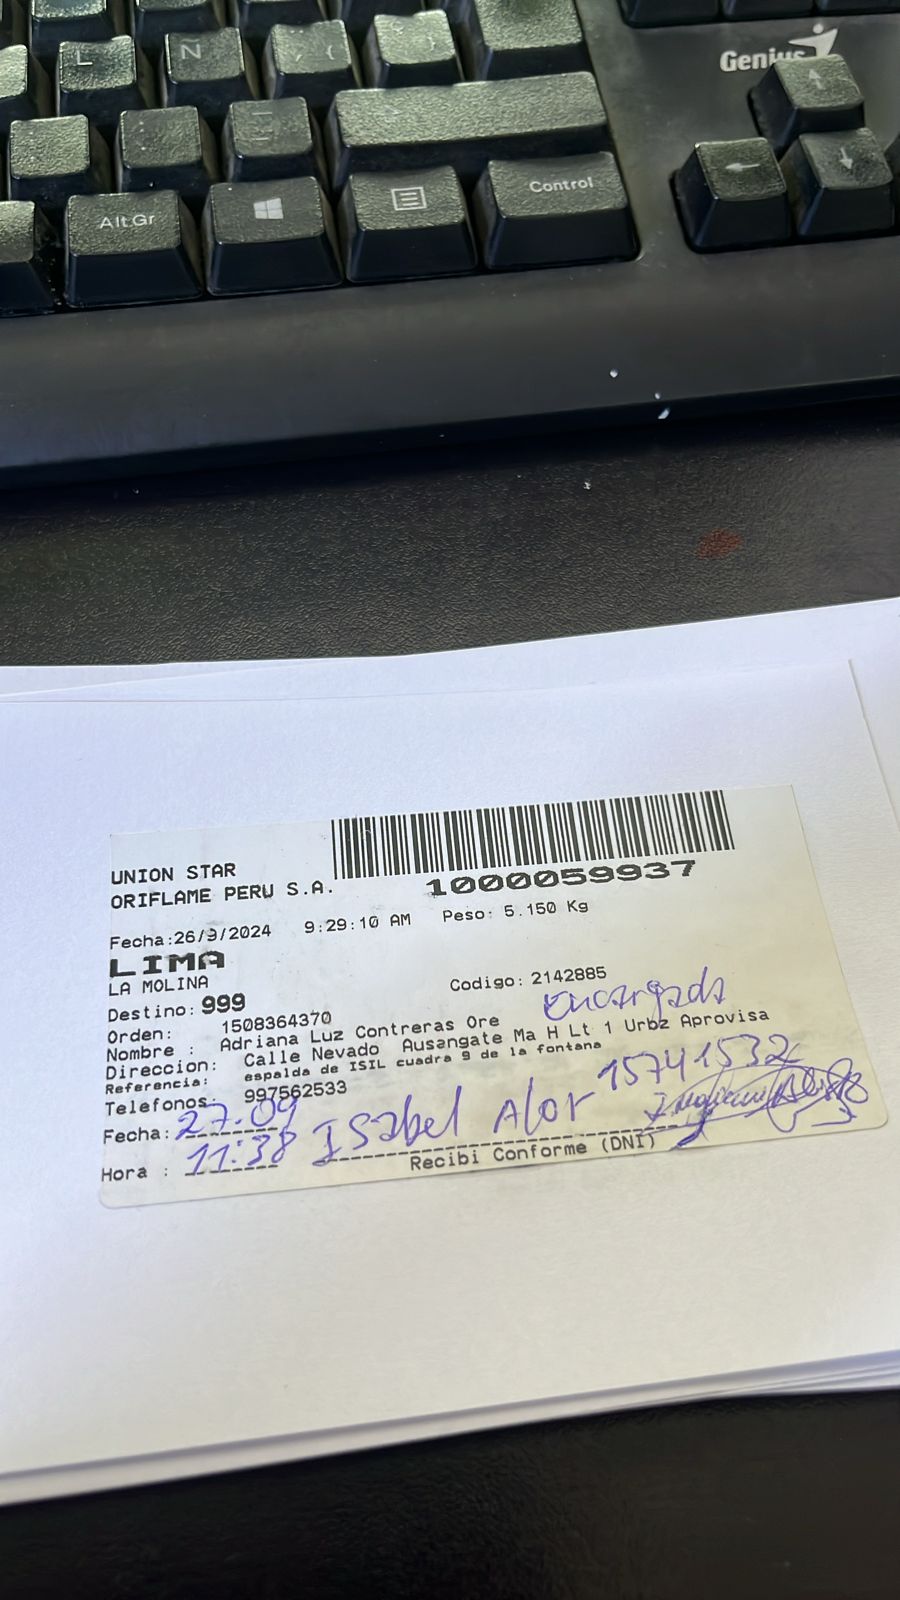 L N
Genius
Alt Gr Control
UNION STAR
ORIFLAME PERU S.A.
1000059937
Fecha:26/9/2024 9:29:10 AM Peso: 5.150 Kg
LIMA
LA MOLINA
Codigo: 2142885
Destino: 999
Encargada
Orden: 1508364370
Nombre : Adriana Luz Contreras Ore
Direccion: Calle Nevado Ausangate Ma H Lt 1 Urbz Aprovisa
Referencia: espalda de ISIL cuadra 9 de la fontana
Telefonos: 997562533
15741532
Fecha: 27.09
Isabel Alor
Hora : 11:38
Recibi Conforme (DNI)